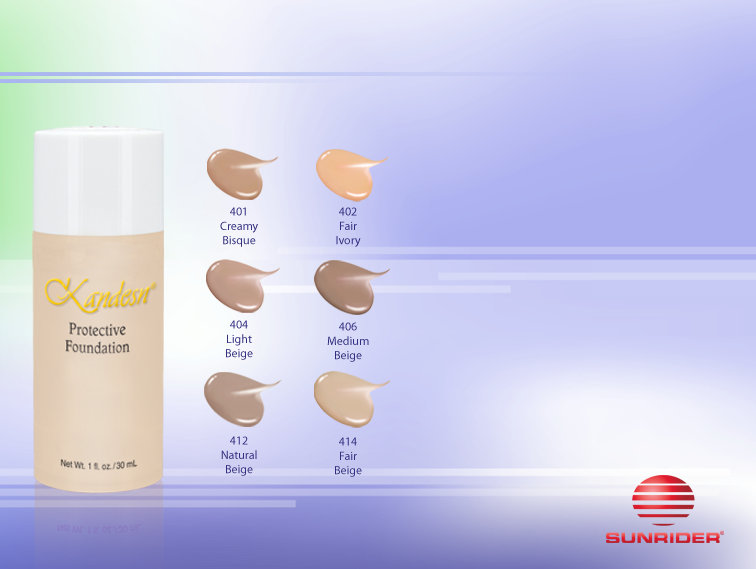 Kandesn®
Protective
Foundation
Net Wt. 1 fl. oz./30 mL
401
Creamy
Bisque
402
Fair
Ivory
404
Light
Beige
406
Medium
Beige
412
Natural
Beige
414
Fair
Beige
SUNRIDER®